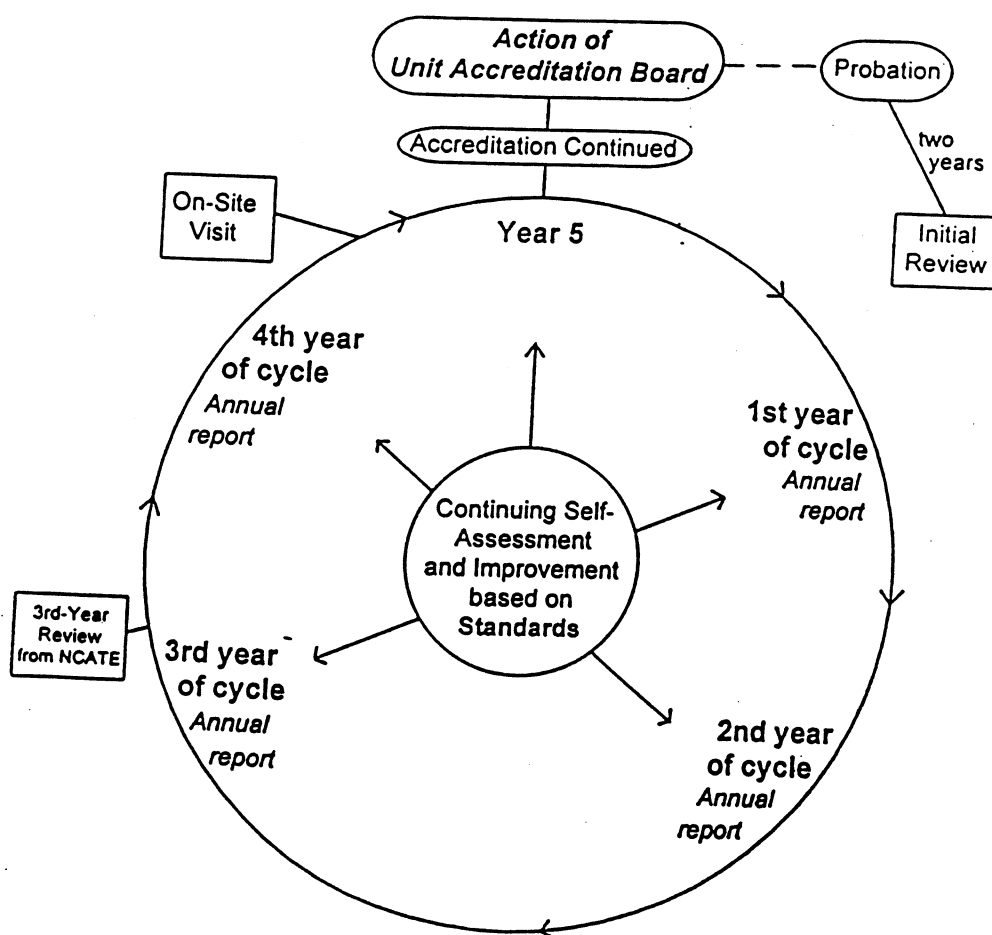 Action of
Unit Accreditation Board
Probation
Accreditation Continued
two
years
On-Site
Visit
Year 5
Initial
Review
4th year
of cycle
Annual
report
1st year
of cycle
Annual
report
Continuing Self-
Assessment
and Improvement
based on
Standards
3rd-Year
Review
from NCATE
3rd year
of cycle
Annual
report
2nd year
of cycle
Annual
report